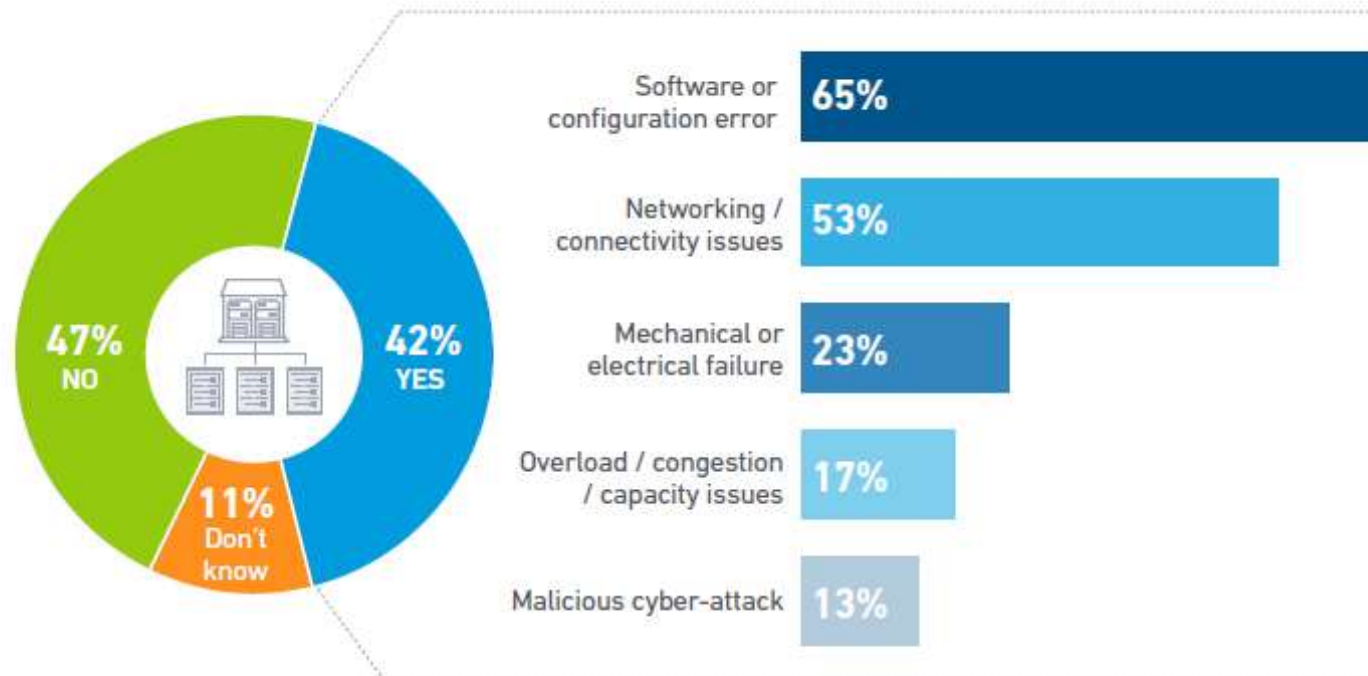 47%
NO
42%
YES
11%
Don't
know
Software or
configuration error
65%
Networking /
connectivity issues
53%
Mechanical or
electrical failure
23%
Overload / congestion
/ capacity issues
17%
Malicious cyber-attack
13%